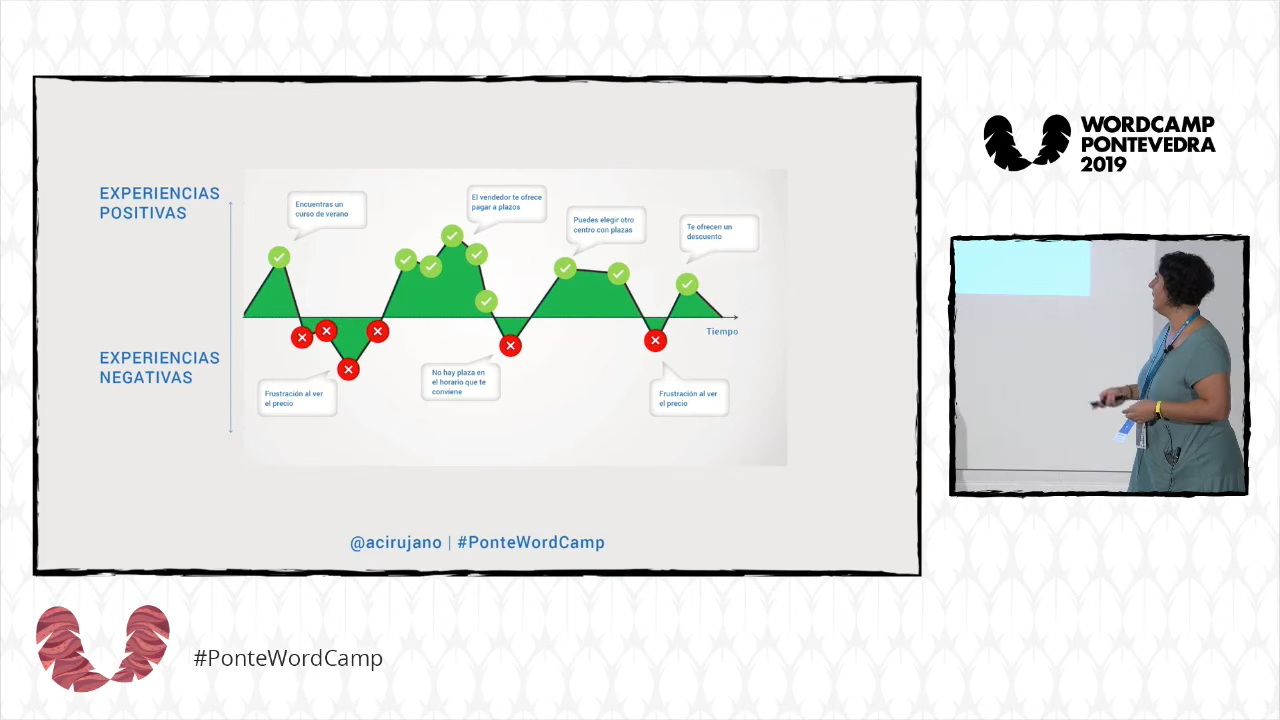 EXPERIENCIAS
POSITIVAS
Encuentras un
curso de verano
El vendedor te ofrece
pagar a plazos
Puedes elegir otro
centro con plazas
Te ofrecen un
descuento
Tiempo
EXPERIENCIAS
NEGATIVAS
Frustración al ver
el precio
No hay plaza en
el horario que te
conviene
Frustración al ver
el precio
@acirujano | #PonteWordCamp
WORDCAMP
PONTEVEDRA
2019
#PonteWordCamp